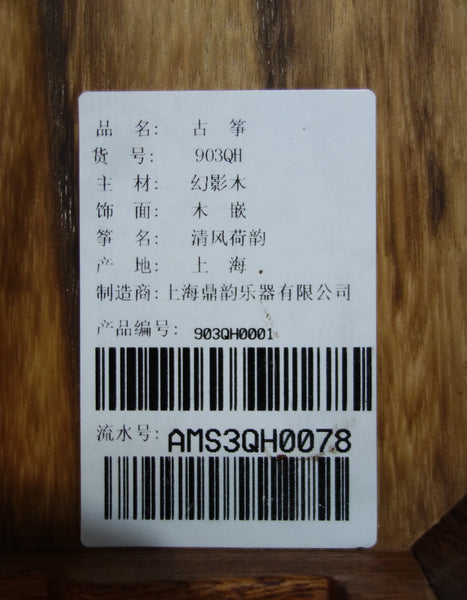 品 名: 古 筝
货 号: 903QH
主 材: 幻影木
饰 面: 木 嵌
筝 名: 清风荷韵
产 地: 上 海
制造商:上海鼎韵乐器有限公司
产品编号: 903QH0001
流水号: AMS3QH0078